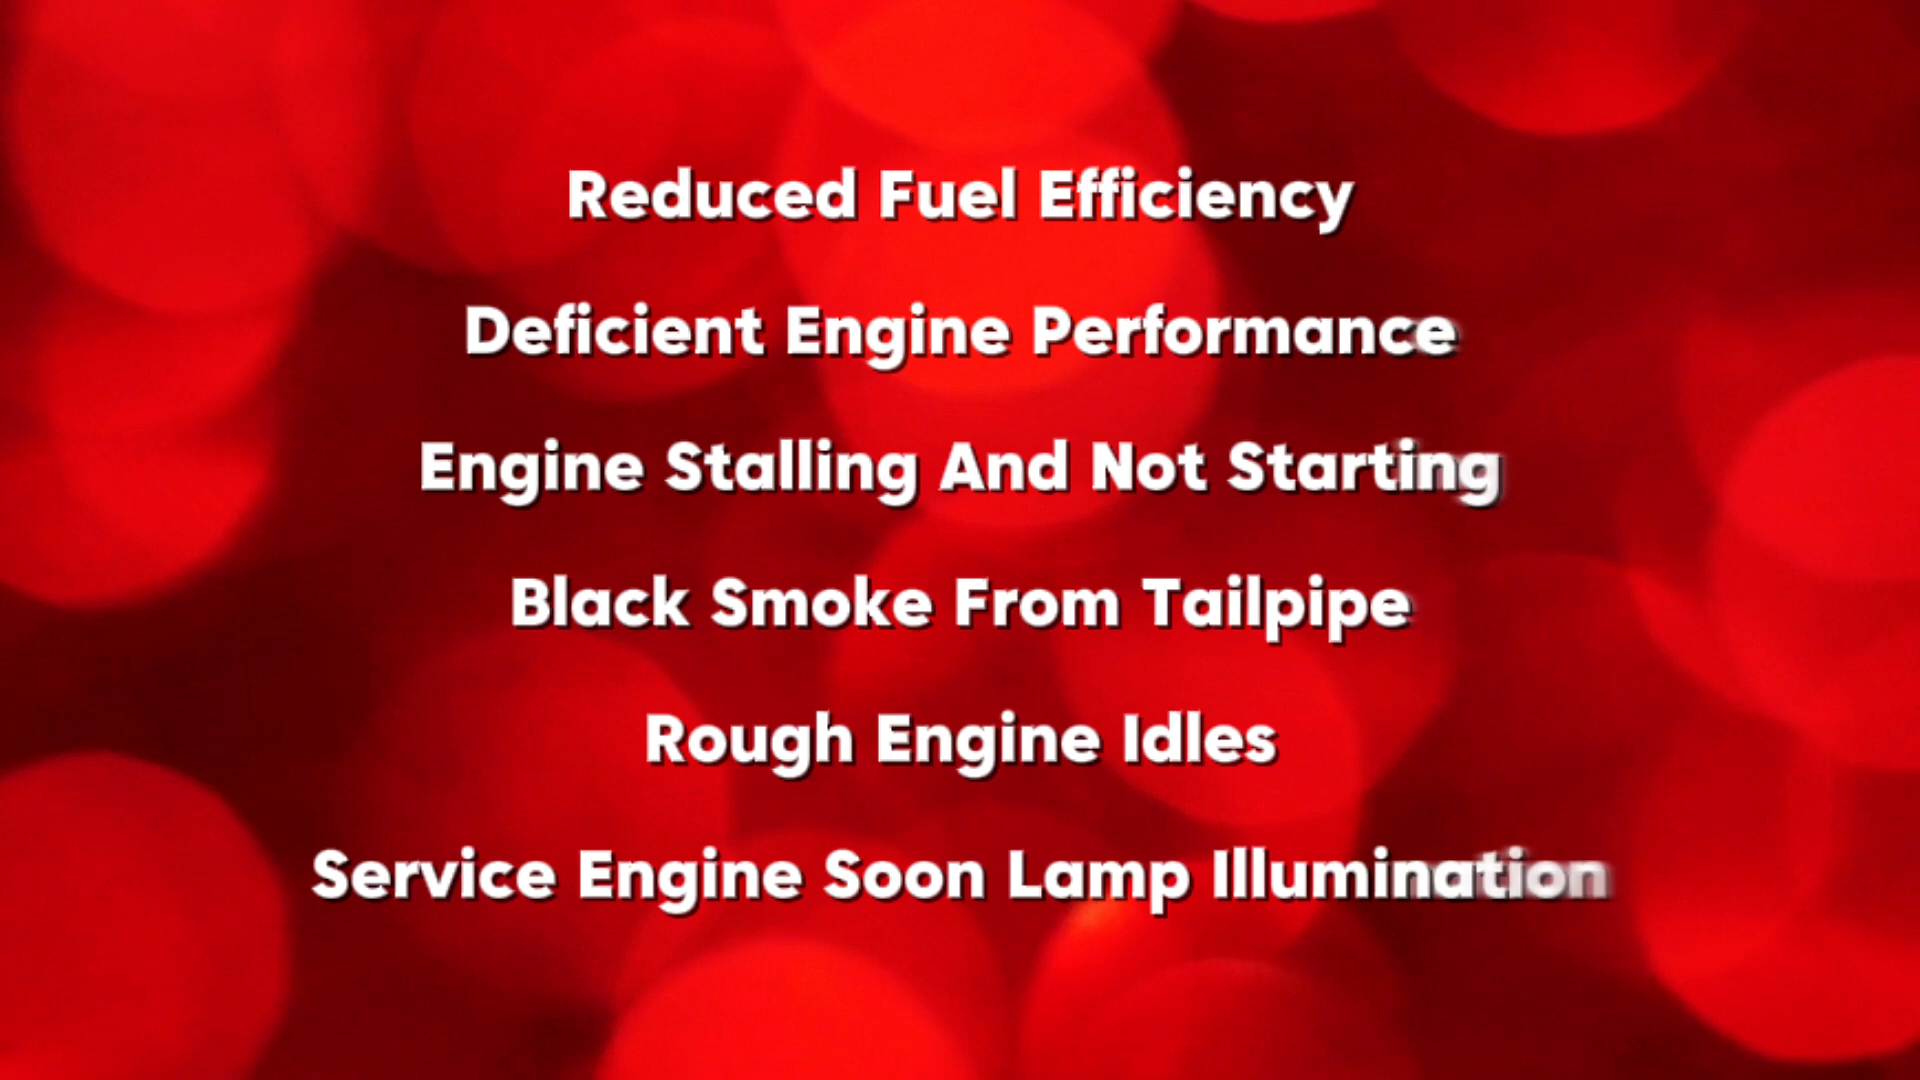 Reduced Fuel Efficiency
Deficient Engine Performance
Engine Stalling And Not Starting
Black Smoke From Tailpipe
Rough Engine Idles
Service Engine Soon Lamp Illumination